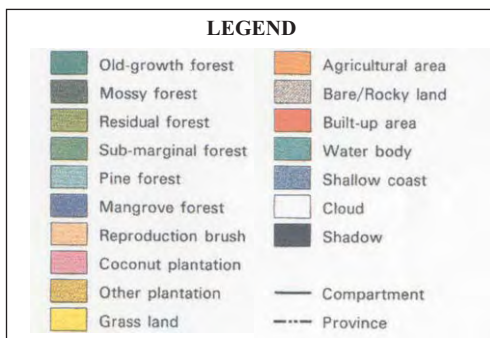 LEGEND
Old-growth forest
Mossy forest
Residual forest
Sub-marginal forest
Pine forest
Mangrove forest
Reproduction brush
Coconut plantation
Other plantation
Grass land
Agricultural area
Bare/Rocky land
Built-up area
Water body
Shallow coast
Cloud
Shadow
Compartment
Province